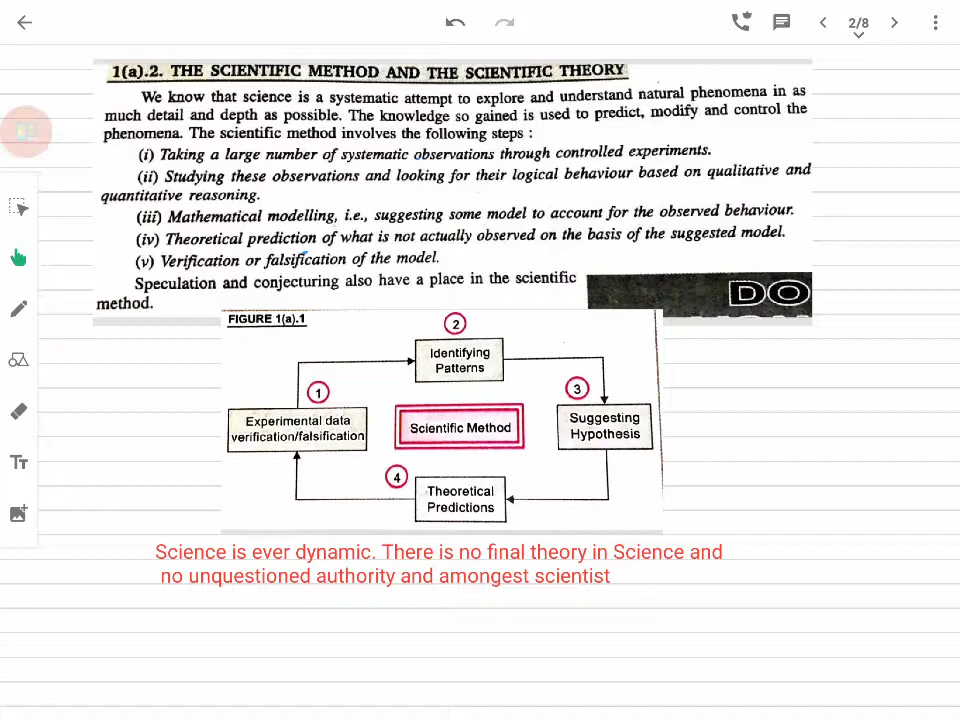 2/8
1(a).2. THE SCIENTIFIC METHOD AND THE SCIENTIFIC THEORY
We know that science is a systematic attempt to explore and understand natural phenomena in as
much detail and depth as possible. The knowledge so gained is used to predict, modify and control the
phenomena. The scientific method involves the following steps :
(i) Taking a large number of systematic observations through controlled experiments.
(ii) Studying these observations and looking for their logical behaviour based on qualitative and
quantitative reasoning.
(iii) Mathematical modelling, i.e., suggesting some model to account for the observed behaviour.
(iv) Theoretical prediction of what is not actually observed on the basis of the suggested model.
(v) Verification or falsification of the model.
Speculation and conjecturing also have a place in the scientific
method.
DO
FIGURE 1(a).1
2
Identifying
Patterns
1
3
Experimental data
verification/falsification
Scientific Method
Suggesting
Hypothesis
4
Theoretical
Predictions
Science is ever dynamic. There is no final theory in Science and
no unquestioned authority and amongest scientist
Tт